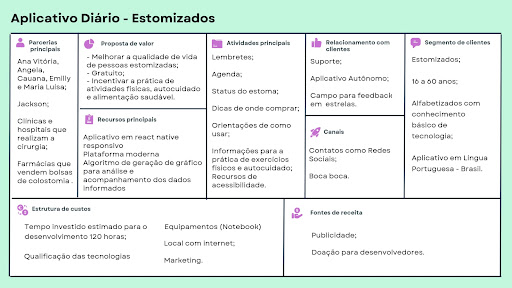 Aplicativo Diário - Estomizados
Parcerias
principais
Ana Vitória,
Angela,
Cauana, Emilly
e Maria Luísa;
Jackson;
Clínicas e
hospitais que
realizam a
cirurgia;
Farmácias que
vendem bolsas
de colostomia .
Proposta de valor
- Melhorar a qualidade de vida
de pessoas estomizadas;
- Gratuito;
- Incentivar a prática de
atividades físicas, autocuidado
e alimentação saudável.
Recursos principais
Aplicativo em react native
responsivo
Plataforma moderna
Algoritmo de geração de gráfico
para análise e
acompanhamento dos dados
informados
Atividades principais
Lembretes;
Agenda;
Status do estoma;
Dicas de onde comprar;
Orientações de como
usar;
Informações para a
prática de exercícios
físicos e autocuidado;
Recursos de
acessibilidade.
Relacionamento com
clientes
Suporte;
Aplicativo Autônomo;
Campo para feedback
em estrelas.
Canais
Contatos como Redes
Sociais;
Boca boca.
Segmento de clientes
Estomizados;
16 a 60 anos;
Alfabetizados com
conhecimento
básico de
tecnologia;
Aplicativo em Língua
Portuguesa - Brasil.
Estrutura de custos
Tempo investido estimado para o
desenvolvimento 120 horas;
Qualificação das tecnologias
Equipamentos (Notebook)
Local com internet;
Marketing.
Fontes de receita
Publicidade;
Doação para desenvolvedores.